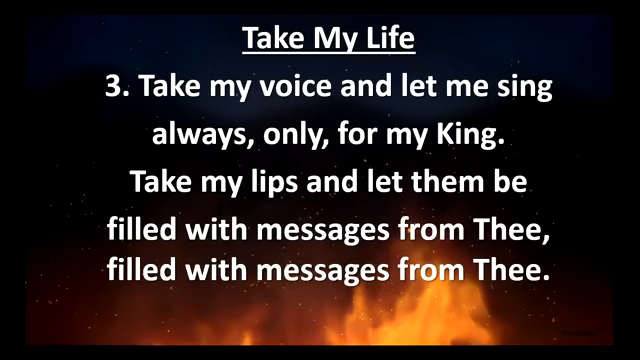 Take My Life
3. Take my voice and let me sing
always, only, for my King.
Take my lips and let them be
filled with messages from Thee,
filled with messages from Thee.